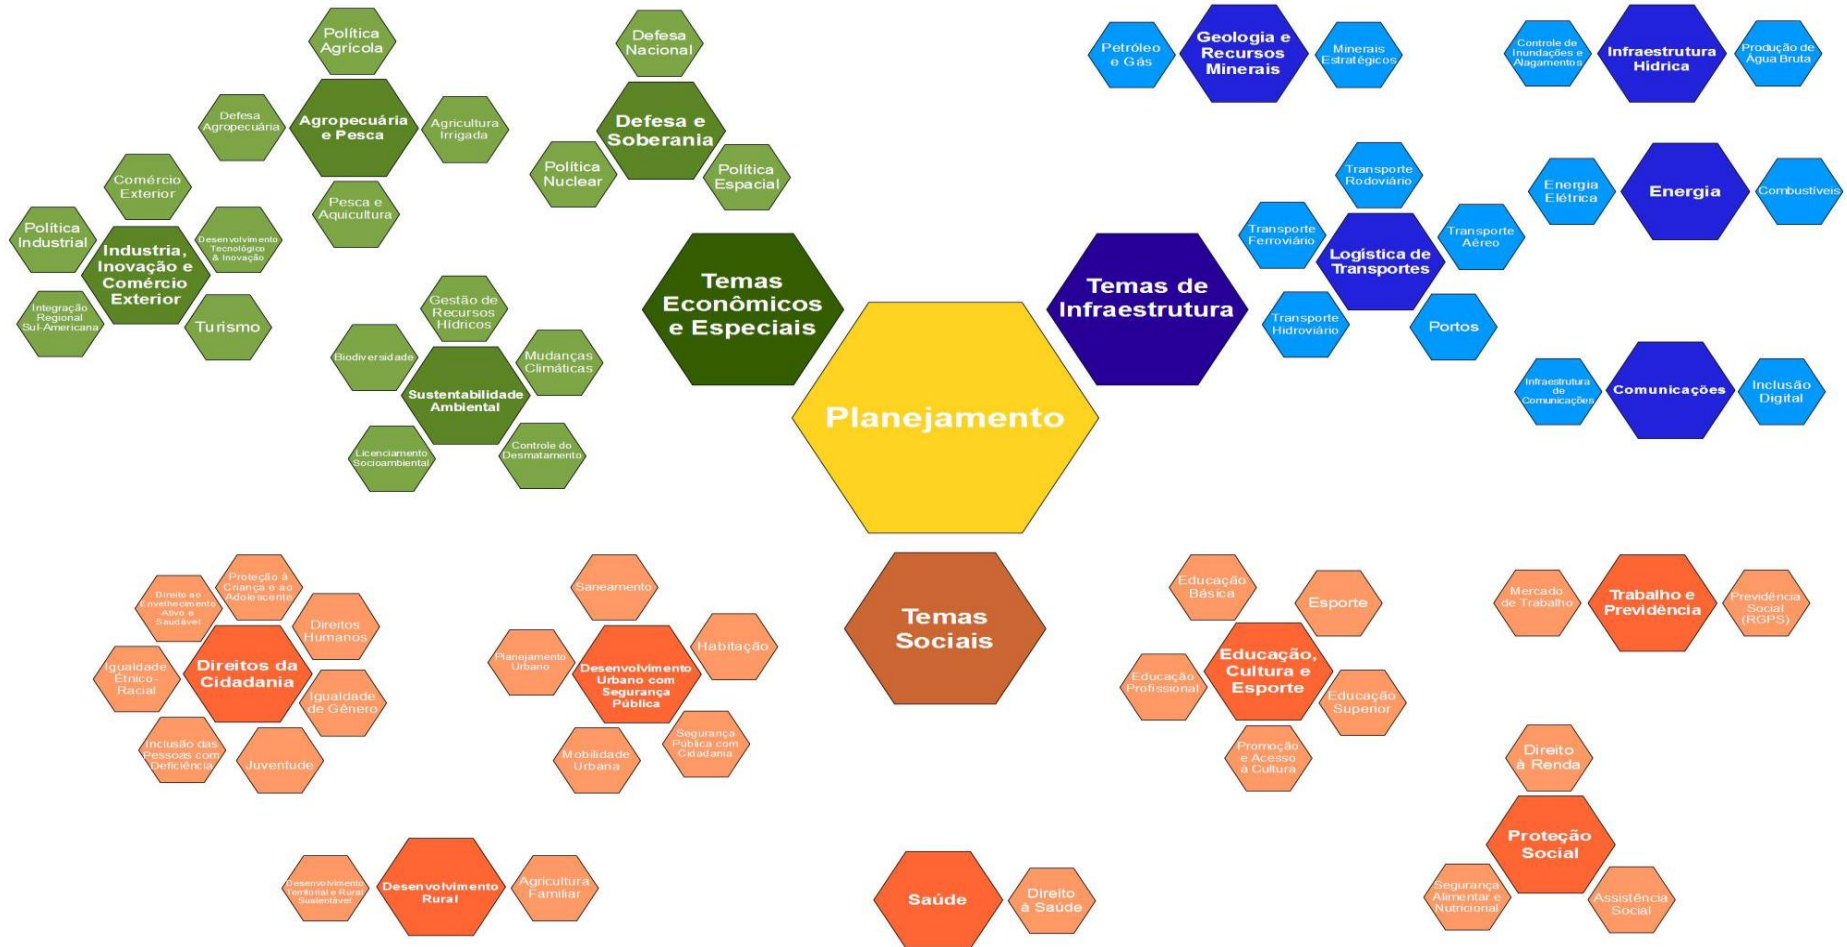 Política
Agrícola
Defesa
Agropecuária
Agropecuária
e Pesca
Agricultura
Irrigada
Pesca e
Aquicultura
Defesa
Nacional
Defesa e
Soberania
Política
Nuclear
Política
Espacial
Comércio
Exterior
Política
Industrial
Industria,
Inovação e
Comércio
Exterior
Desenvolvimento
Tecnológico
& Inovação
Integração
Regional
Sul-Americana
Turismo
Gestão de
Recursos
Hídricos
Biodiversidade
Mudanças
Climáticas
Sustentabilidade
Ambiental
Licenciamento
Socioambiental
Controle do
Desmatamento
Temas
Econômicos
e Especiais
Planejamento
Temas de
Infraestrutura
Petróleo
e Gás
Geologia e
Recursos
Minerais
Minerais
Estratégicos
Controle de
Inundações e
Alagamentos
Infraestrutura
Hídrica
Produção de
Água Bruta
Transporte
Rodoviário
Transporte
Ferroviário
Logística de
Transportes
Transporte
Aéreo
Transporte
Hidroviário
Portos
Energia
Elétrica
Energia
Combustíveis
Infraestrutura
de
Comunicações
Comunicações
Inclusão
Digital
Temas
Sociais
Proteção à
Criança e ao
Adolescente
Direito ao
Envelhecimento
Ativo e
Saudável
Direitos
Humanos
Igualdade
Étnico-
Racial
Direitos da
Cidadania
Igualdade
de Gênero
Inclusão das
Pessoas com
Deficiência
Juventude
Saneamento
Planejamento
Urbano
Desenvolvimento
Urbano com
Segurança
Pública
Habitação
Mobilidade
Urbana
Segurança
Pública com
Cidadania
Educação
Básica
Esporte
Educação
Profissional
Educação,
Cultura e
Esporte
Educação
Superior
Promoção
e Acesso
à Cultura
Mercado
de Trabalho
Trabalho e
Previdência
Previdência
Social
(RGPS)
Direito
à Renda
Proteção
Social
Segurança
Alimentar e
Nutricional
Assistência
Social
Desenvolvimento
Territorial e Rural
Sustentável
Desenvolvimento
Rural
Agricultura
Familiar
Saúde
Direito
à Saúde